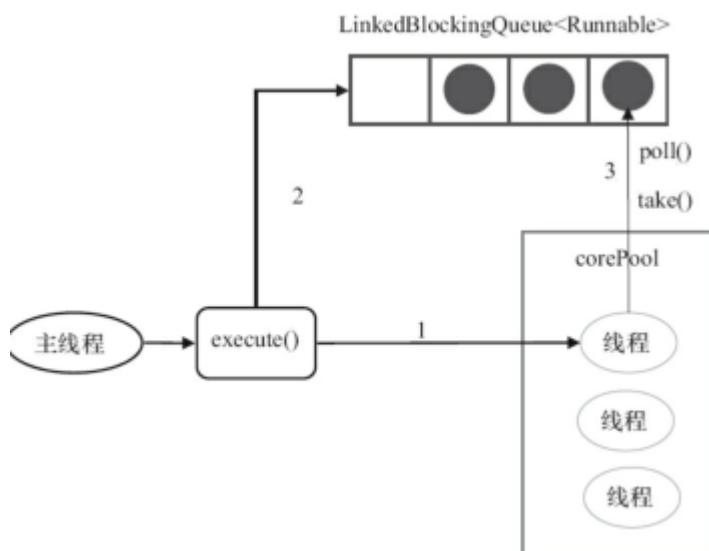 LinkedBlockingQueue<Runnable>
poll()
3
2
take()
corePool
1
主线程
execute()
线程
线程
线程